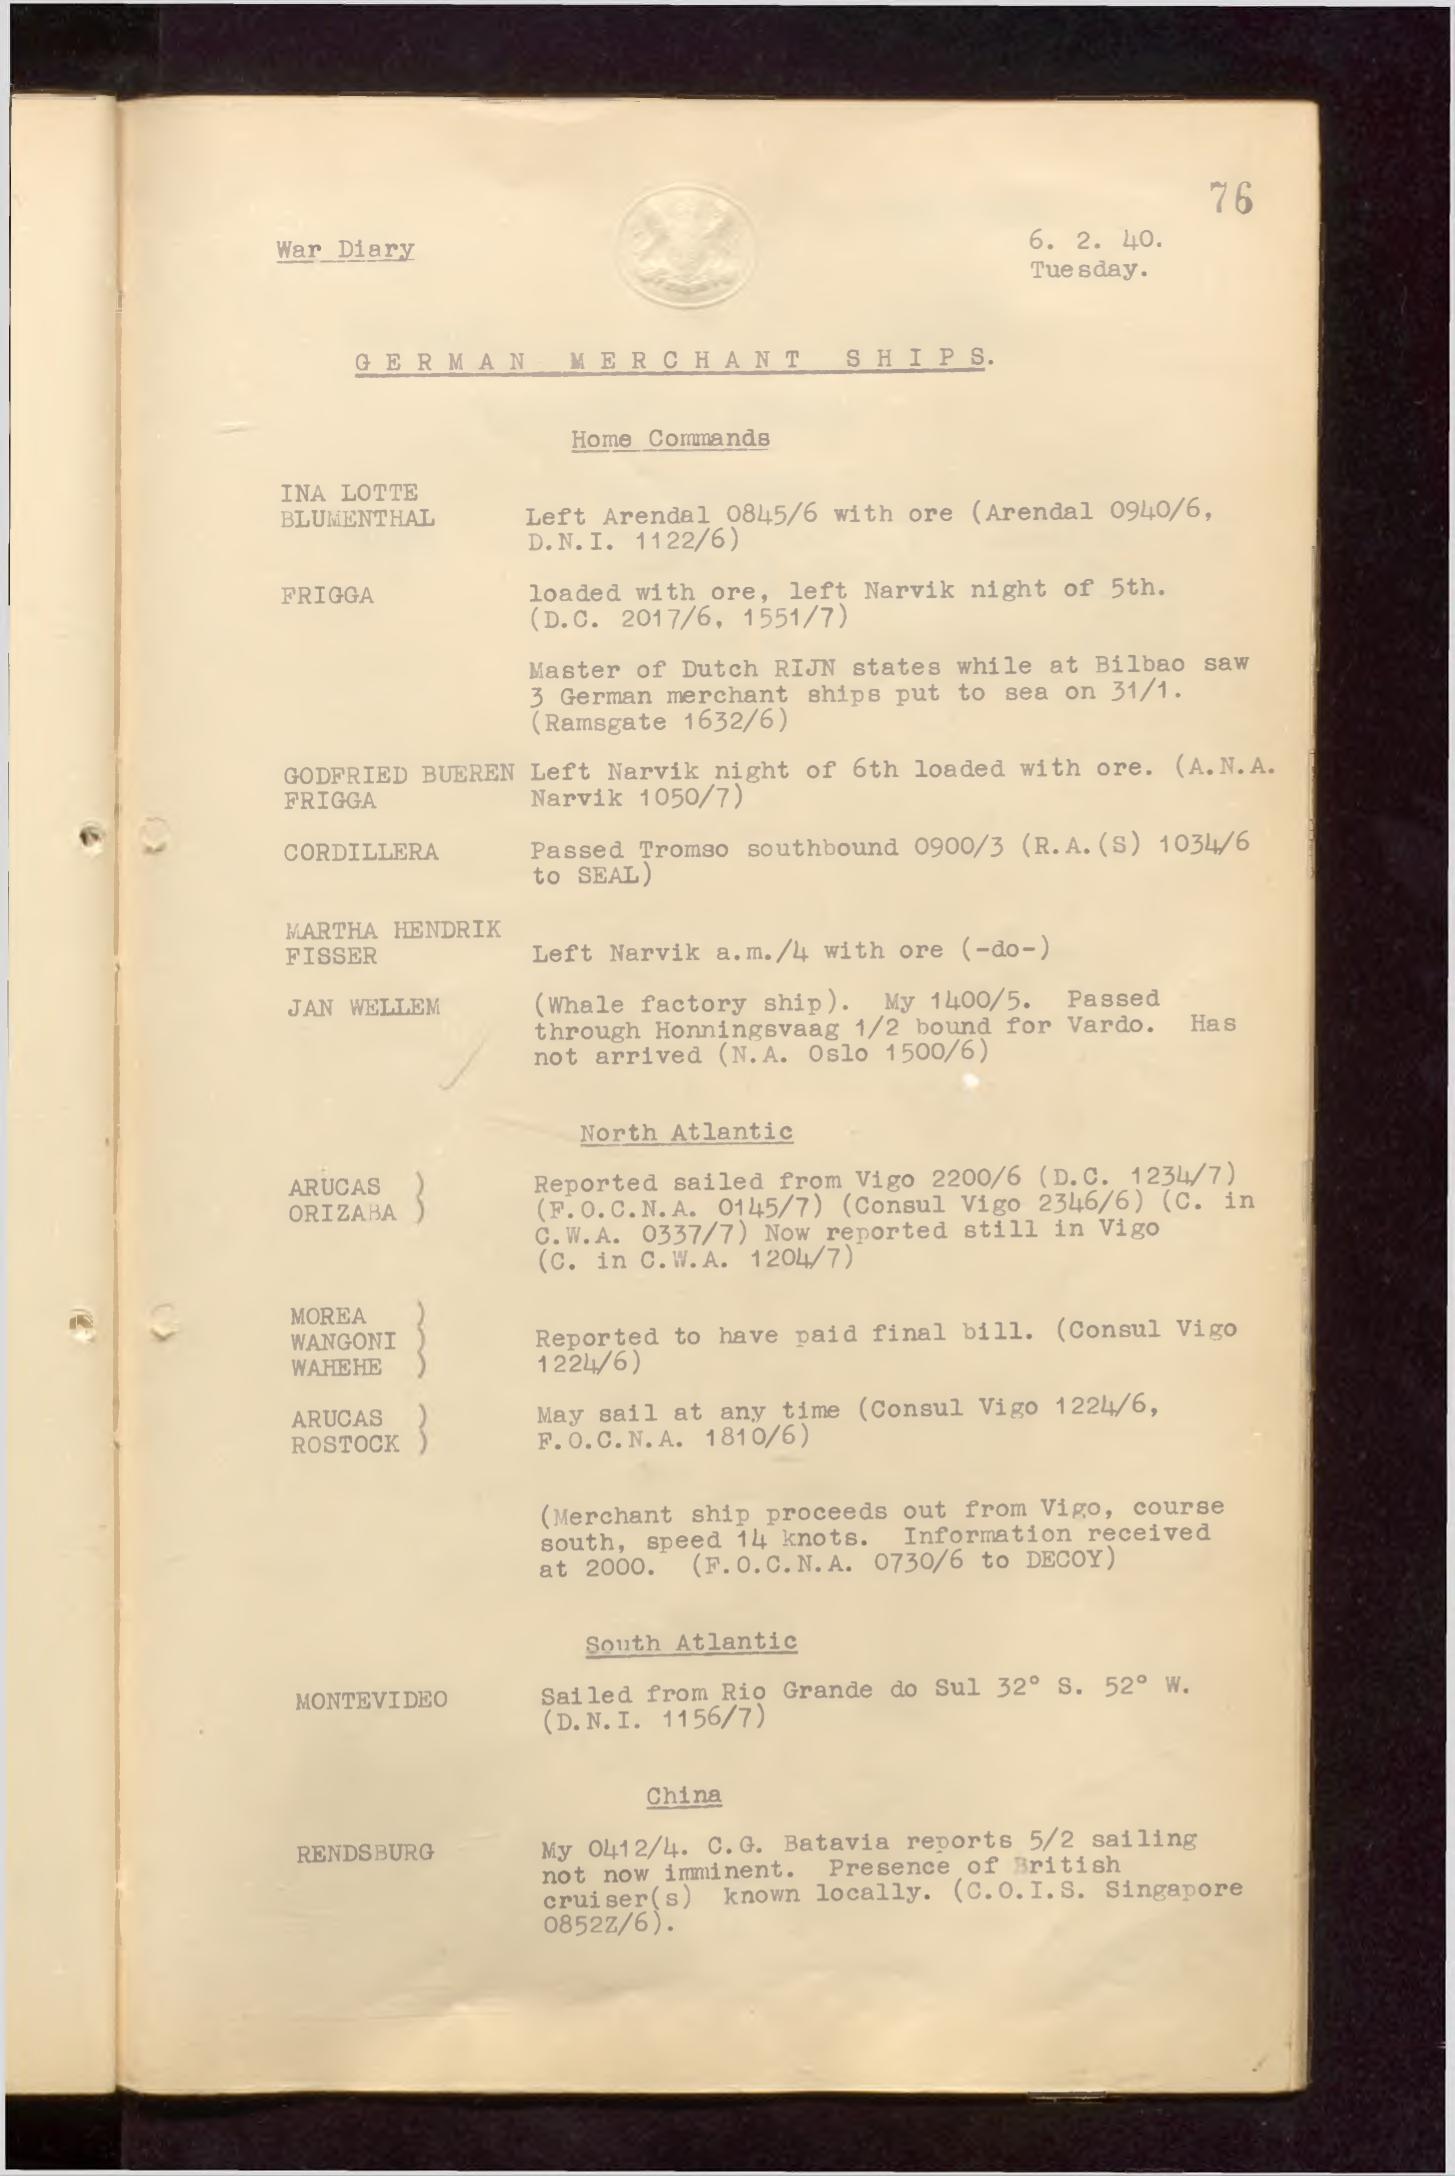 76
War Diary
6. 2. 40.
Tuesday.
GERMAN MERCHANT SHIPS.
Home Commands
INA LOTTE
BLUMENTHAL Left Arendal 0845/6 with ore (Arendal 0940/6,
D.N.I. 1122/6)
FRIGGA loaded with ore, left Narvik night of 5th.
(D.C. 2017/6, 1551/7)
Master of Dutch RIJN states while at Bilbao saw
3 German merchant ships put to sea on 31/1.
(Ramsgate 1632/6)
GODFRIED BUEREN Left Narvik night of 6th loaded with ore. (A.N.A.
FRIGGA Narvik 1050/7)
CORDILLERA Passed Tromso southbound 0900/3 (R.A.(S) 1034/6
to SEAL)
MARTHA HENDRIK
FISSER Left Narvik a.m./4 with ore (-do-)
JAN WELLEM (Whale factory ship). My 1400/5. Passed
through Honningsvaag 1/2 bound for Vardo. Has
not arrived (N.A. Oslo 1500/6)
North Atlantic
ARUCAS ) Reported sailed from Vigo 2200/6 (D.C. 1234/7)
ORIZABA ) (F.O.C.N.A. 0145/7) (Consul Vigo 2346/6) (C. in
C.W.A. 0337/7) Now reported still in Vigo
(C. in C.W.A. 1204/7)
MOREA )
WANGONI ) Reported to have paid final bill. (Consul Vigo
WAHEHE ) 1224/6)
ARUCAS ) May sail at any time (Consul Vigo 1224/6,
ROSTOCK ) F.O.C.N.A. 1810/6)
(Merchant ship proceeds out from Vigo, course
south, speed 14 knots. Information received
at 2000. (F.O.C.N.A. 0730/6 to DECOY)
South Atlantic
MONTEVIDEO Sailed from Rio Grande do Sul 32° S. 52° W.
(D.N.I. 1156/7)
China
RENDSBURG My 0412/4. C.G. Batavia reports 5/2 sailing
not now imminent. Presence of British
cruiser(s) known locally. (C.O.I.S. Singapore
0852Z/6).